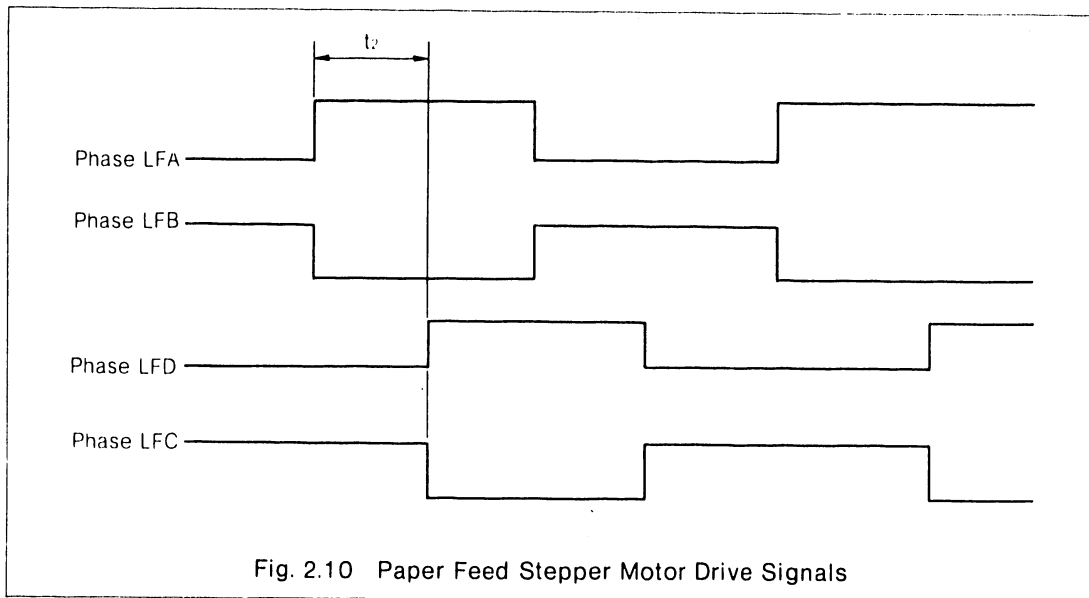 t₂
Phase LFA
Phase LFB
Phase LFD
Phase LFC
Fig. 2.10 Paper Feed Stepper Motor Drive Signals